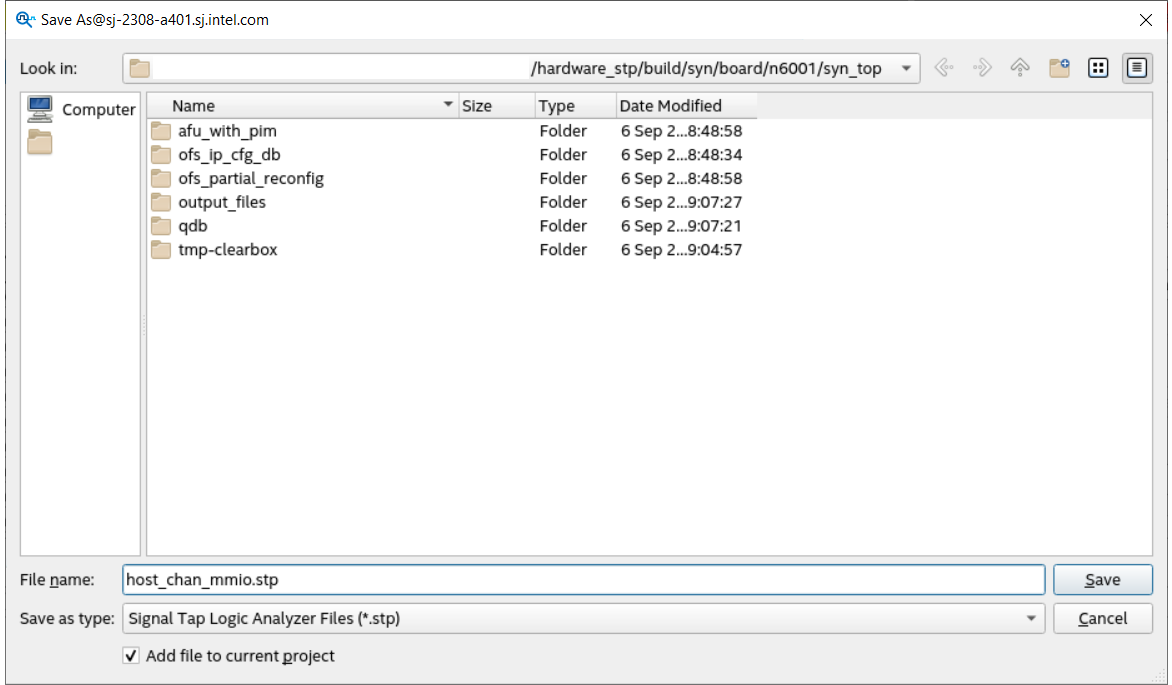 Save As@sj-2308-a401.sj.intel.com
Look in: /hardware_stp/build/syn/board/n6001/syn_top
Computer
Name Size Type Date Modified
afu_with_pim Folder 6 Sep 2...8:48:58
ofs_ip_cfg_db Folder 6 Sep 2...8:48:34
ofs_partial_reconfig Folder 6 Sep 2...8:48:58
output_files Folder 6 Sep 2...9:07:27
qdb Folder 6 Sep 2...9:07:21
tmp-clearbox Folder 6 Sep 2...9:04:57
File name: host_chan_mmio.stp Save
Save as type: Signal Tap Logic Analyzer Files (*.stp) Cancel
Add file to current project